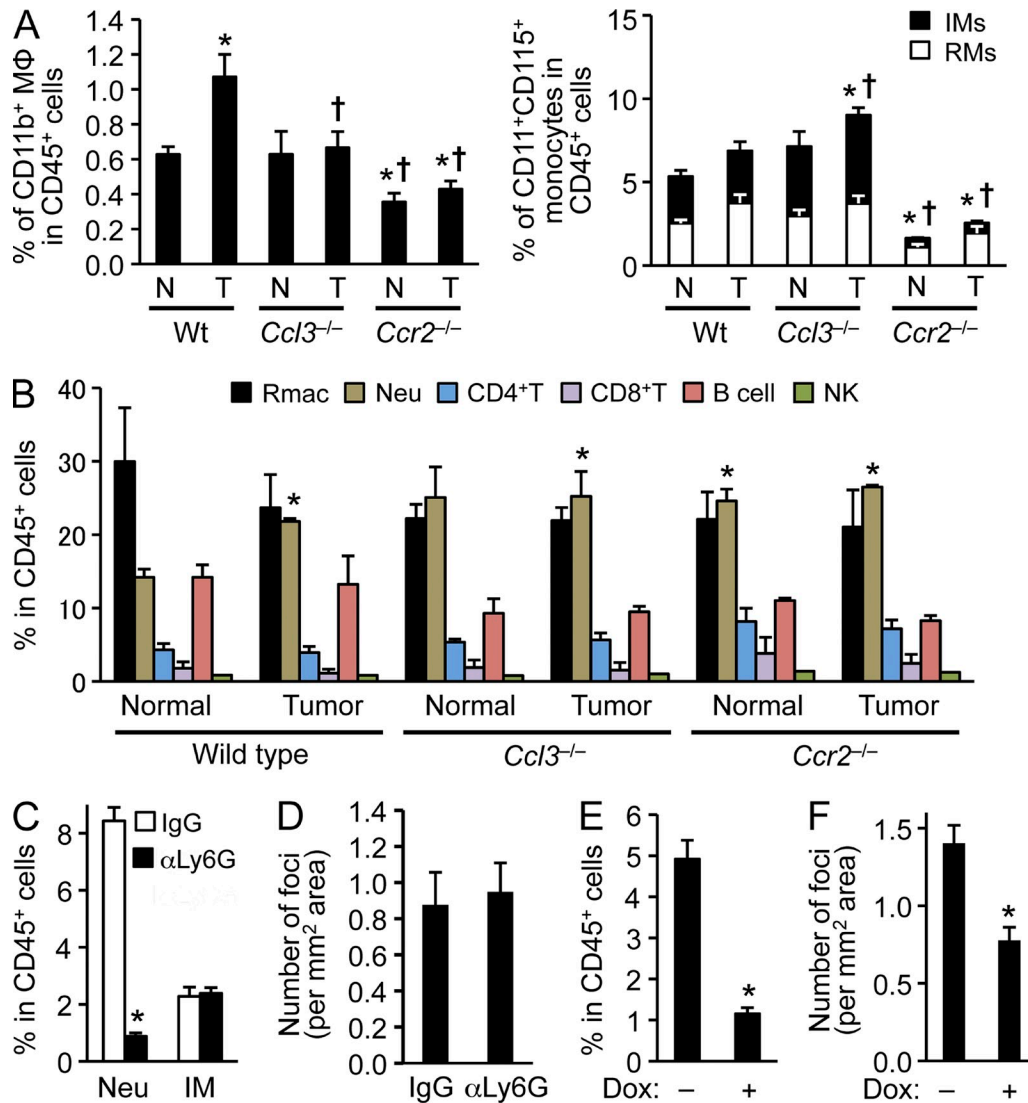 A
% of CD11b⁺ MΦ
in CD45⁺ cells
1.4
1.2
1.0
0.8
0.6
0.4
0.2
0.0
*
†
*†
*†
N T N T N T
Wt Ccl3⁻/⁻ Ccr2⁻/⁻
% of CD11⁺CD115⁺
monocytes in
CD45⁺ cells
15
10
5
0
IMs
RMs
*†
*†
*†
N T N T N T
Wt Ccl3⁻/⁻ Ccr2⁻/⁻
B
% in CD45⁺ cells
40
30
20
10
0
Rmac Neu CD4⁺T CD8⁺T B cell NK
* * * *
Normal Tumor Normal Tumor Normal Tumor
Wild type Ccl3⁻/⁻ Ccr2⁻/⁻
C
% in CD45⁺ cells
8
6
4
2
0
IgG
αLy6G
*
Neu IM
D
Number of foci
(per mm² area)
1.4
1.2
1.0
0.8
0.6
0.4
0.2
0.0
IgG αLy6G
E
% in CD45⁺ cells
6
5
4
3
2
1
0
*
Dox: – +
F
Number of foci
(per mm² area)
1.5
1.0
0.5
0.0
*
Dox: – +